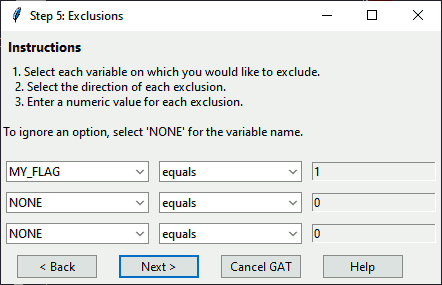 Step 5: Exclusions
Instructions
1. Select each variable on which you would like to exclude.
2. Select the direction of each exclusion.
3. Enter a numeric value for each exclusion.
To ignore an option, select 'NONE' for the variable name.
MY_FLAG equals 1
NONE equals 0
NONE equals 0
< Back Next > Cancel GAT Help